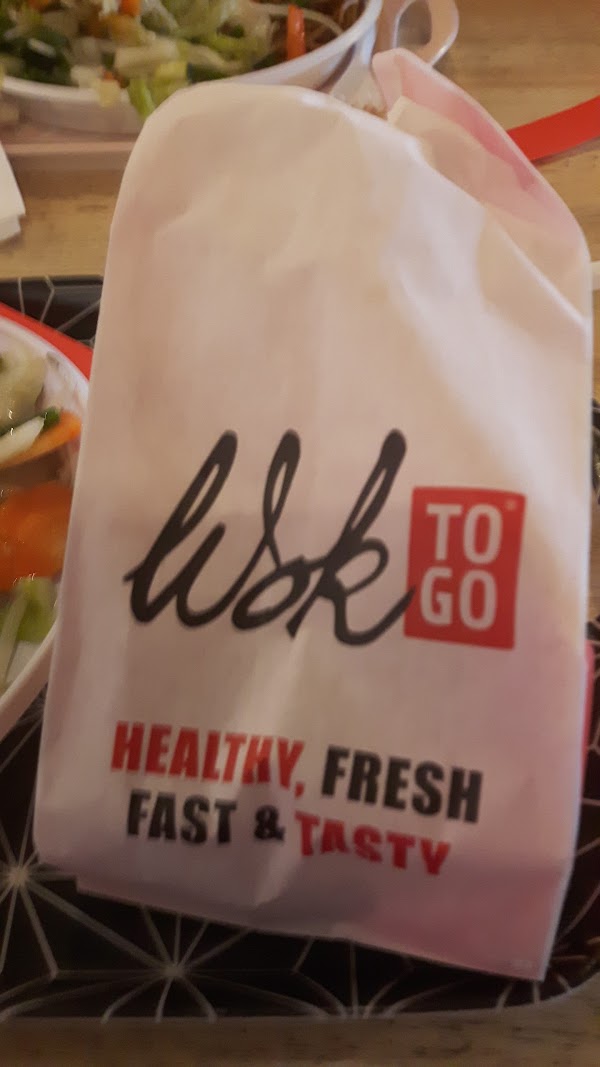 Wok TO GO®
HEALTHY, FRESH
FAST & TASTY